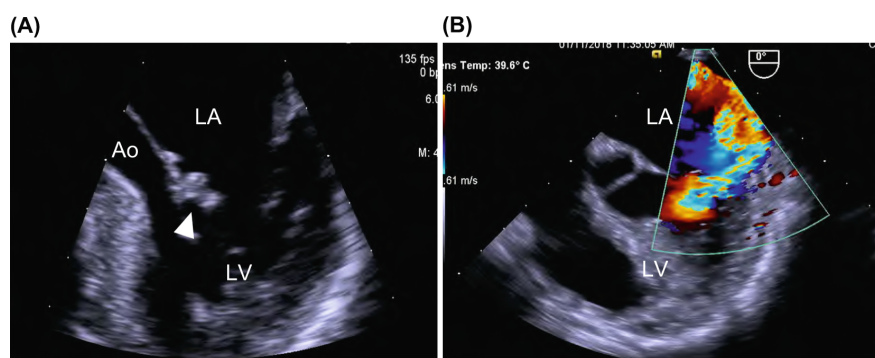 (A)
135 fps
0 bp
6.0
M: 4
LA
Ao
LV
(B)
01/11/2018 11:35:05 AM
ens Temp: 39.6° C
.61 m/s
.61 m/s
0°
C
LA
LV